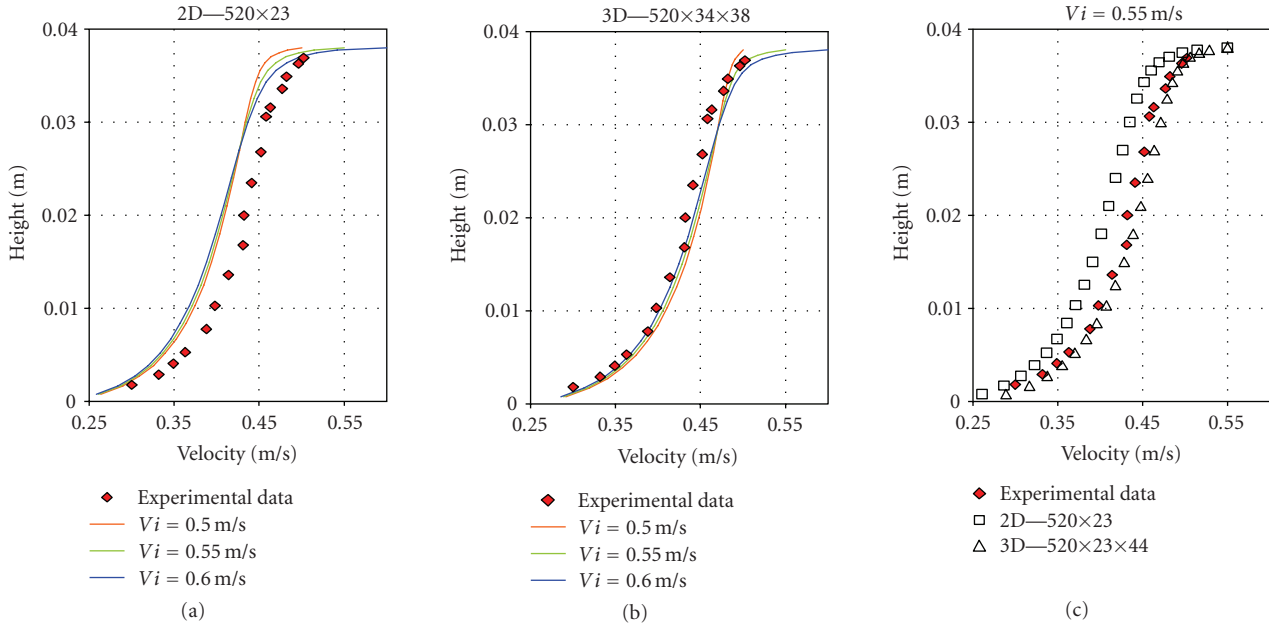 2D—520×23
0.04
0.03
0.02
0.01
0
Height (m)
0.25
0.35
0.45
0.55
Velocity (m/s)
Experimental data
Vi = 0.5 m/s
Vi = 0.55 m/s
Vi = 0.6 m/s
(a)
3D—520×34×38
0.04
0.03
0.02
0.01
0
Height (m)
0.25
0.35
0.45
0.55
Velocity (m/s)
Experimental data
Vi = 0.5 m/s
Vi = 0.55 m/s
Vi = 0.6 m/s
(b)
Vi = 0.55 m/s
0.04
0.03
0.02
0.01
0
Height (m)
0.25
0.35
0.45
0.55
Velocity (m/s)
Experimental data
2D—520×23
3D—520×23×44
(c)